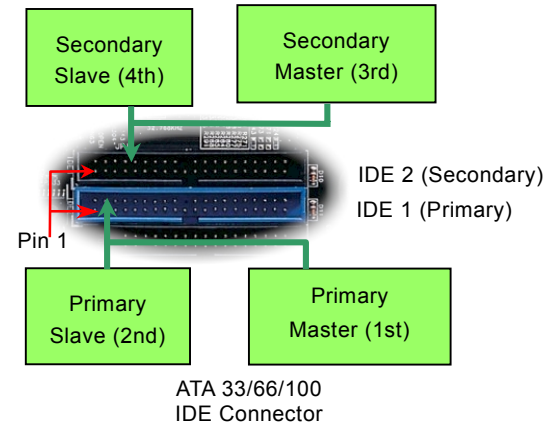 Secondary
Slave (4th)
Secondary
Master (3rd)
IDE 2 (Secondary)
IDE 1 (Primary)
Pin 1
Primary
Slave (2nd)
Primary
Master (1st)
ATA 33/66/100
IDE Connector